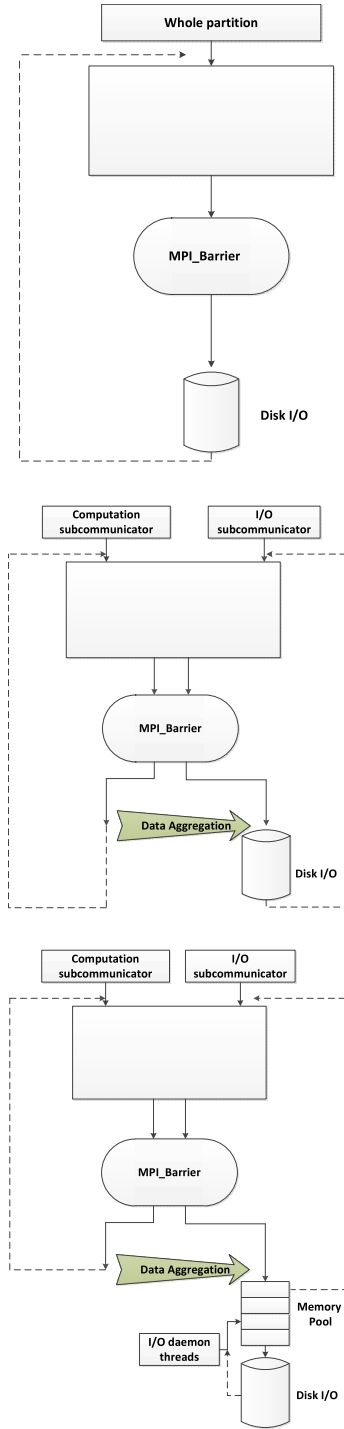 Whole partition
MPI_Barrier
Disk I/O
Computation
subcommunicator
I/O
subcommunicator
MPI_Barrier
Data Aggregation
Disk I/O
Computation
subcommunicator
I/O
subcommunicator
MPI_Barrier
Data Aggregation
Memory
Pool
I/O daemon
threads
Disk I/O